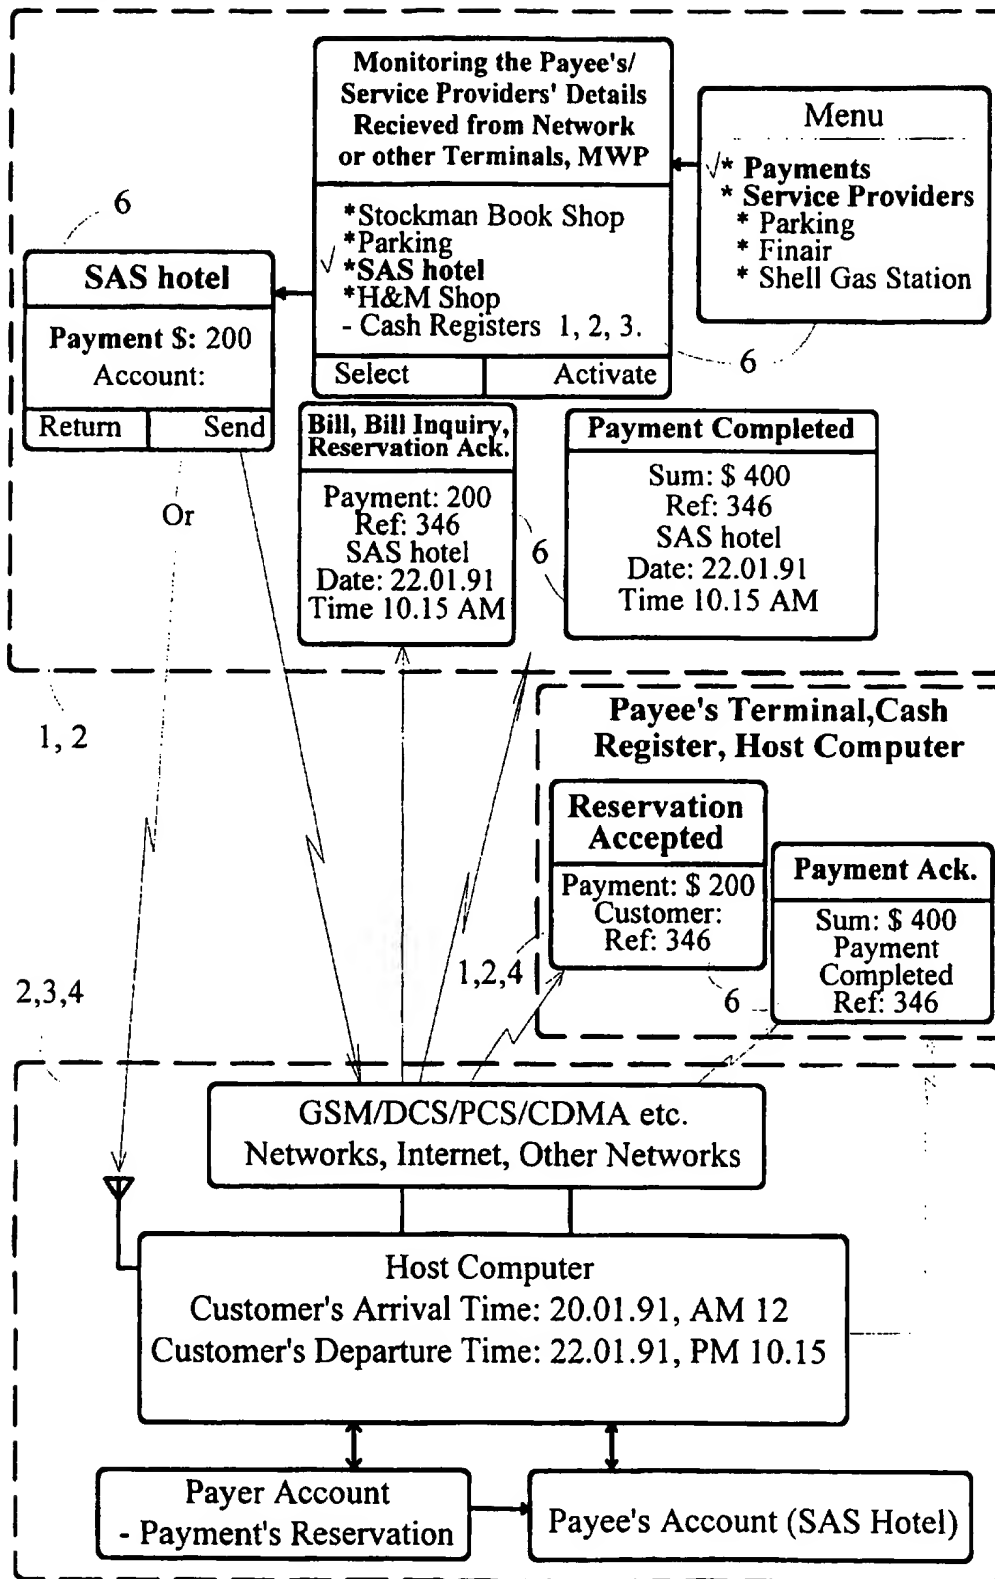 Monitoring the Payee's/
Service Providers' Details
Recieved from Network
or other Terminals, MWP
*Stockman Book Shop
*Parking
√ *SAS hotel
*H&M Shop
- Cash Registers 1, 2, 3.
Select Activate
Menu
√* Payments
* Service Providers
* Parking
* Finair
* Shell Gas Station
6
6
SAS hotel
Payment $: 200
Account:
Return Send
Or
Bill, Bill Inquiry,
Reservation Ack.
Payment: 200
Ref: 346
SAS hotel
Date: 22.01.91
Time 10.15 AM
6
Payment Completed
Sum: $ 400
Ref: 346
SAS hotel
Date: 22.01.91
Time 10.15 AM
1, 2
Payee's Terminal,Cash
Register, Host Computer
Reservation
Accepted
Payment: $ 200
Customer:
Ref: 346
Payment Ack.
Sum: $ 400
Payment
Completed
Ref: 346
1,2,4
6
2,3,4
GSM/DCS/PCS/CDMA etc.
Networks, Internet, Other Networks
Host Computer
Customer's Arrival Time: 20.01.91, AM 12
Customer's Departure Time: 22.01.91, PM 10.15
Payer Account
- Payment's Reservation
Payee's Account (SAS Hotel)